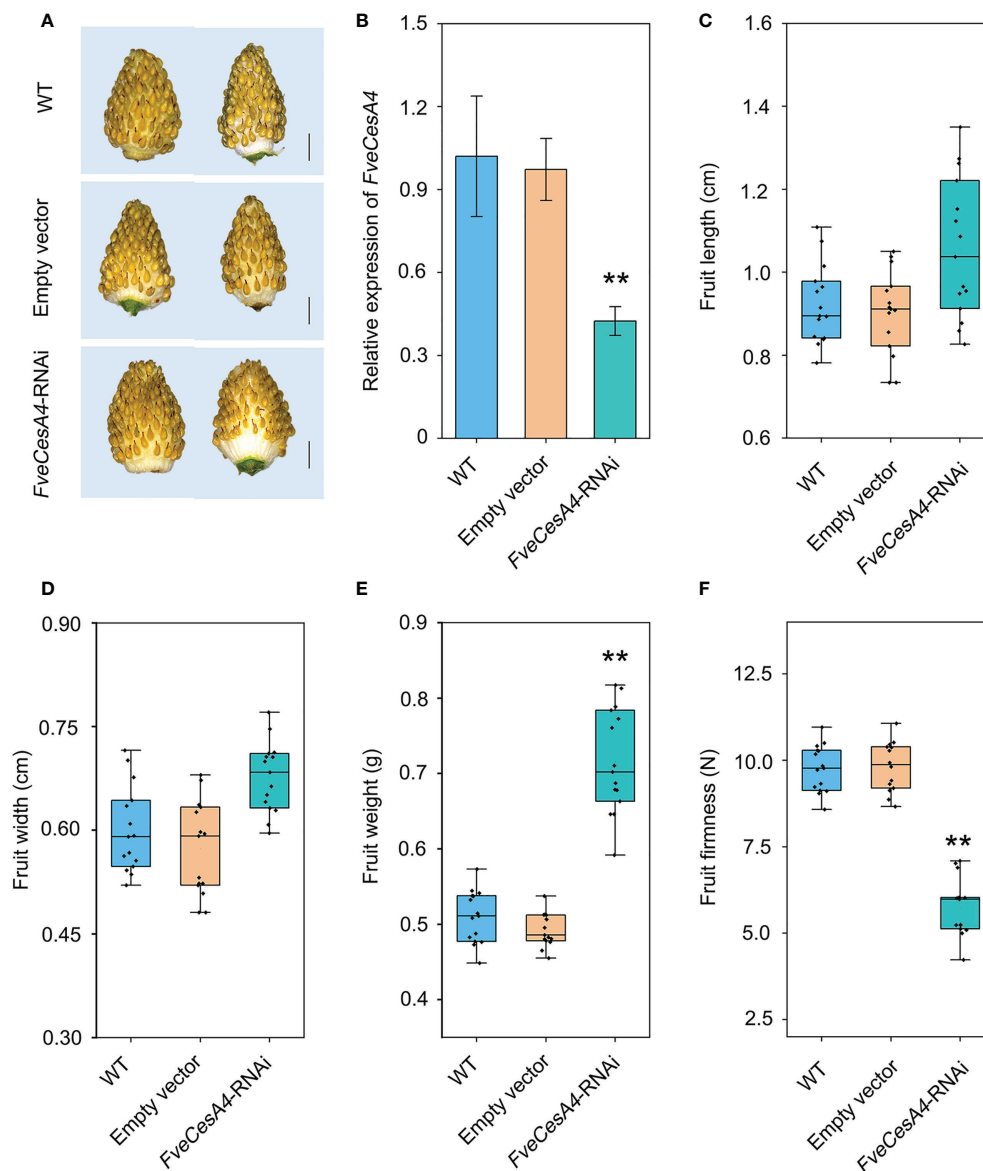 A
WT
Empty vector
FveCesA4-RNAi
B
Relative expression of FveCesA4
1.5
1.2
0.9
0.6
0.3
0
**
WT
Empty vector
FveCesA4-RNAi
C
Fruit length (cm)
1.6
1.4
1.2
1.0
0.8
0.6
WT
Empty vector
FveCesA4-RNAi
D
Fruit width (cm)
0.90
0.75
0.60
0.45
0.30
WT
Empty vector
FveCesA4-RNAi
E
Fruit weight (g)
0.9
0.8
0.7
0.6
0.5
0.4
**
WT
Empty vector
FveCesA4-RNAi
F
Fruit firmness (N)
12.5
10.0
7.5
5.0
2.5
**
WT
Empty vector
FveCesA4-RNAi